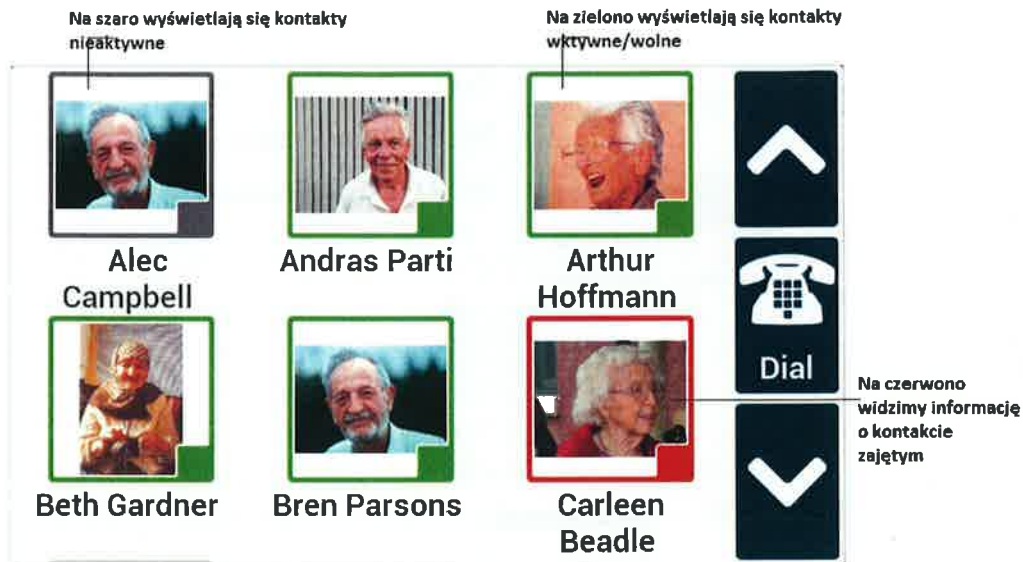 Na szaro wyświetlają się kontakty
nieaktywne
Na zielono wyświetlają się kontakty
wktywne/wolne
Alec
Campbell
Andras Parti
Arthur
Hoffmann
Dial
Beth Gardner
Bren Parsons
Carleen
Beadle
Na czerwono
widzimy informację
o kontakcie
zajętym